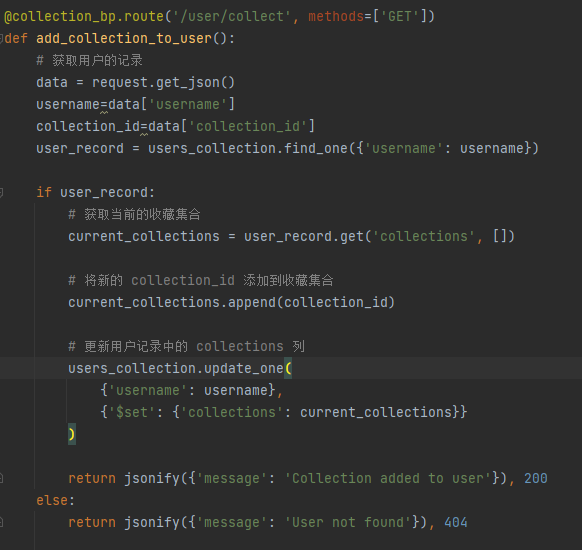 @collection_bp.route('/user/collect', methods=['GET'])
def add_collection_to_user():
    # 获取用户的记录
    data = request.get_json()
    username=data['username']
    collection_id=data['collection_id']
    user_record = users_collection.find_one({'username': username})

    if user_record:
        # 获取当前的收藏集合
        current_collections = user_record.get('collections', [])

        # 将新的 collection_id 添加到收藏集合
        current_collections.append(collection_id)

        # 更新用户记录中的 collections 列
        users_collection.update_one(
            {'username': username},
            {'$set': {'collections': current_collections}}
        )

        return jsonify({'message': 'Collection added to user'}), 200
    else:
        return jsonify({'message': 'User not found'}), 404